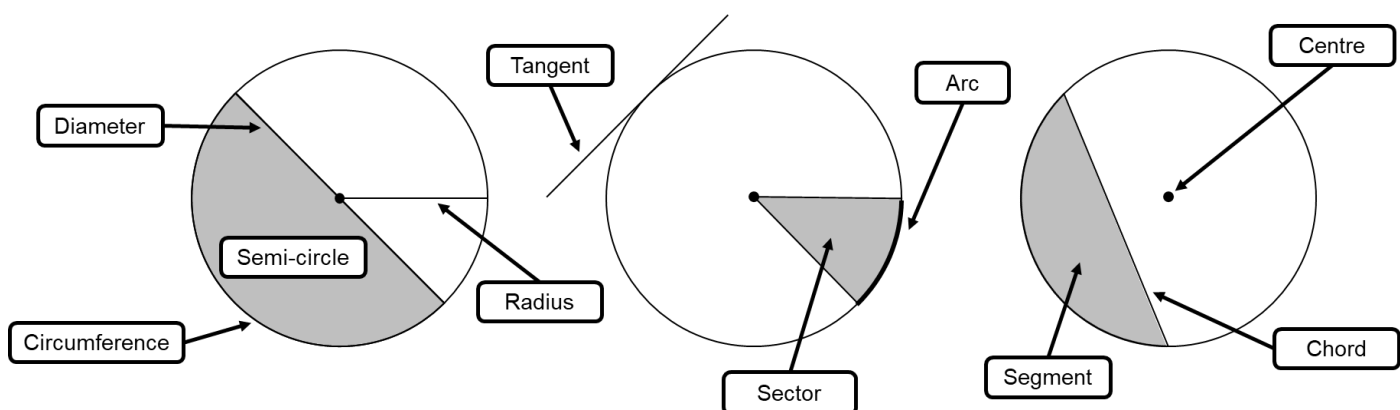 Centre
Tangent
Arc
Diameter
Semi-circle
Radius
Circumference
Chord
Segment
Sector